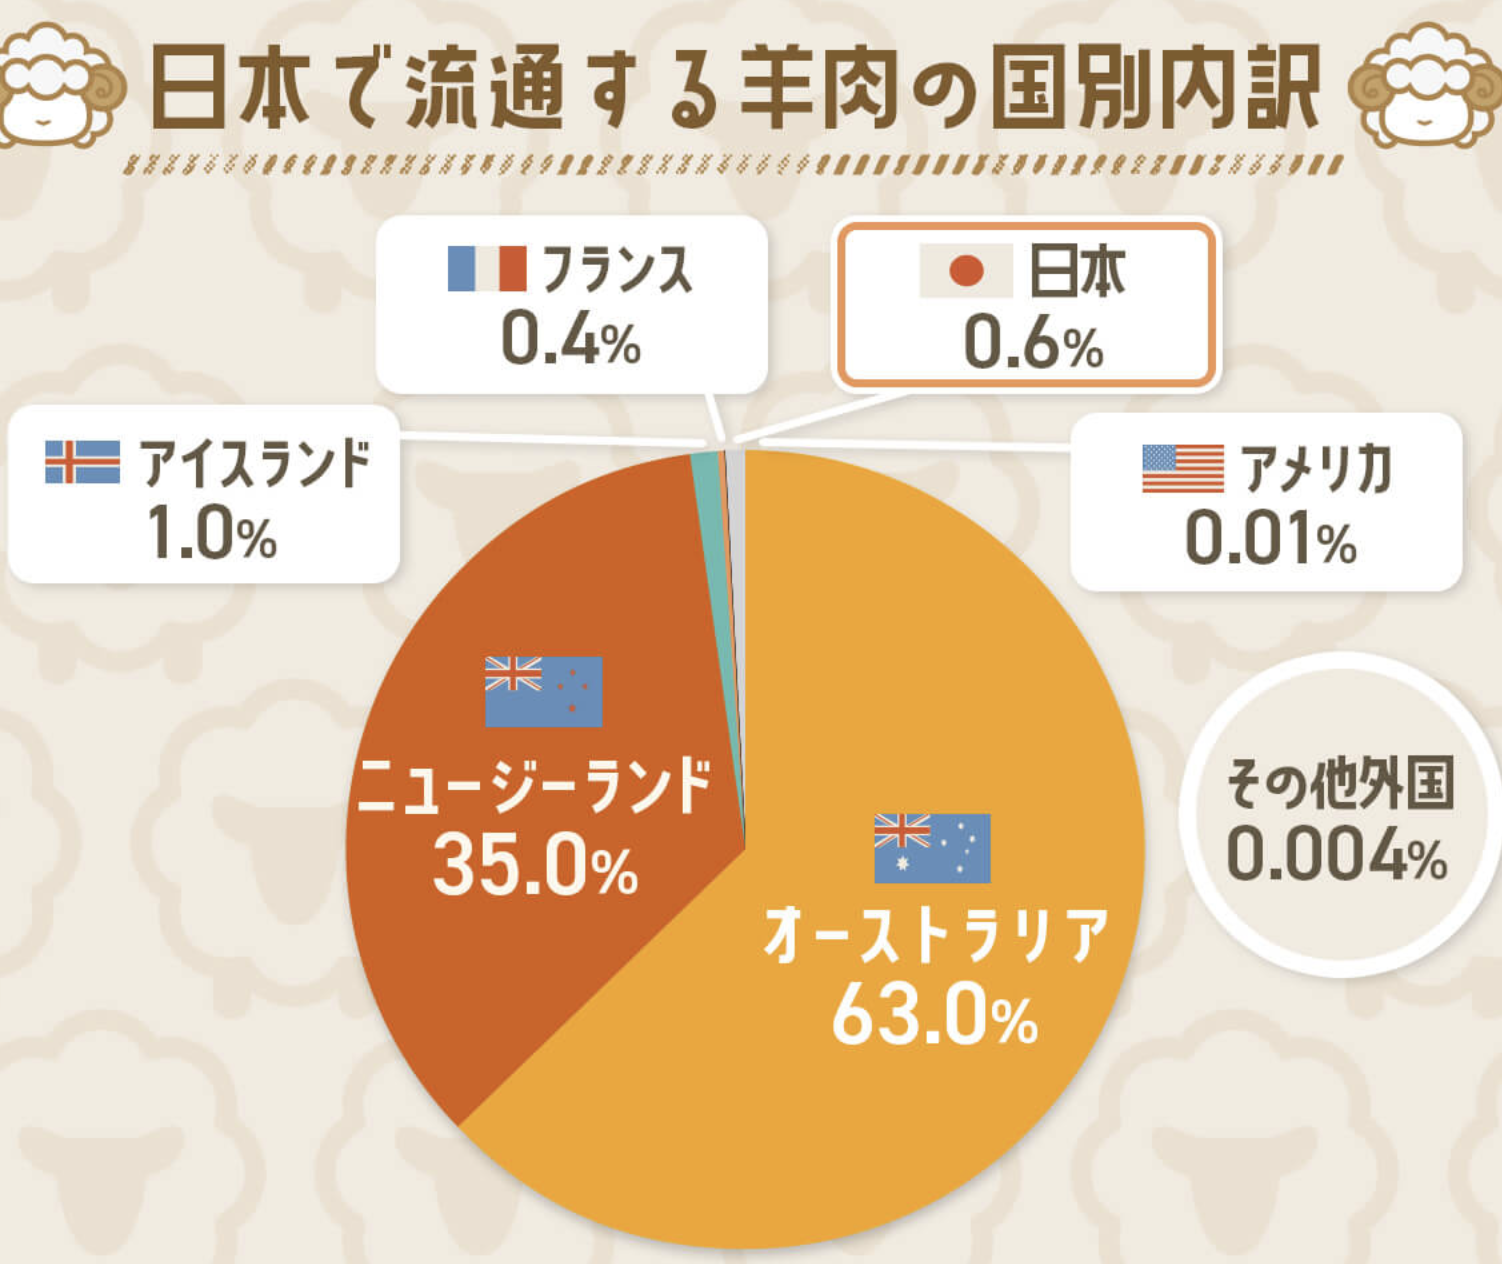 日本で流通する羊肉の国別内訳
フランス
0.4%
日本
0.6%
アイスランド
1.0%
アメリカ
0.01%
ニュージーランド
35.0%
オーストラリア
63.0%
その他外国
0.004%